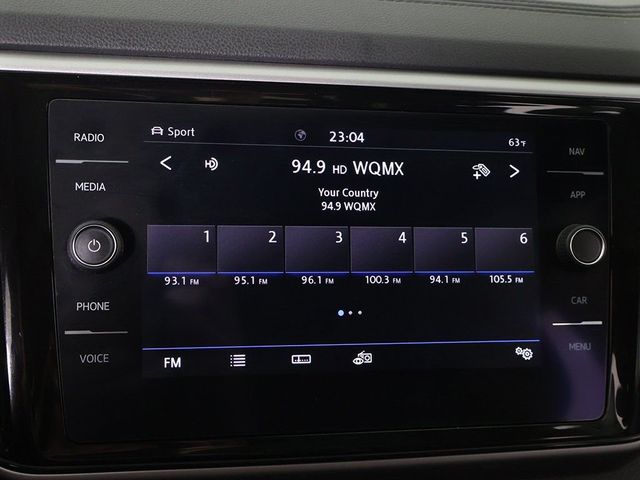 RADIO
MEDIA
PHONE
VOICE
Sport
23:04
63°F
94.9 HD WQMX
Your Country
94.9 WQMX
1 2 3 4 5 6
93.1 FM 95.1 FM 96.1 FM 100.3 FM 94.1 FM 105.5 FM
FM
NAV
APP
CAR
MENU